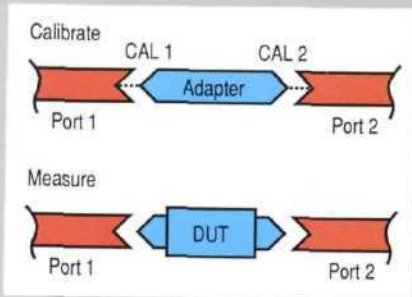 Calibrate
CAL 1 CAL 2
Adapter
Port 1 Port 2
Measure
DUT
Port 1 Port 2